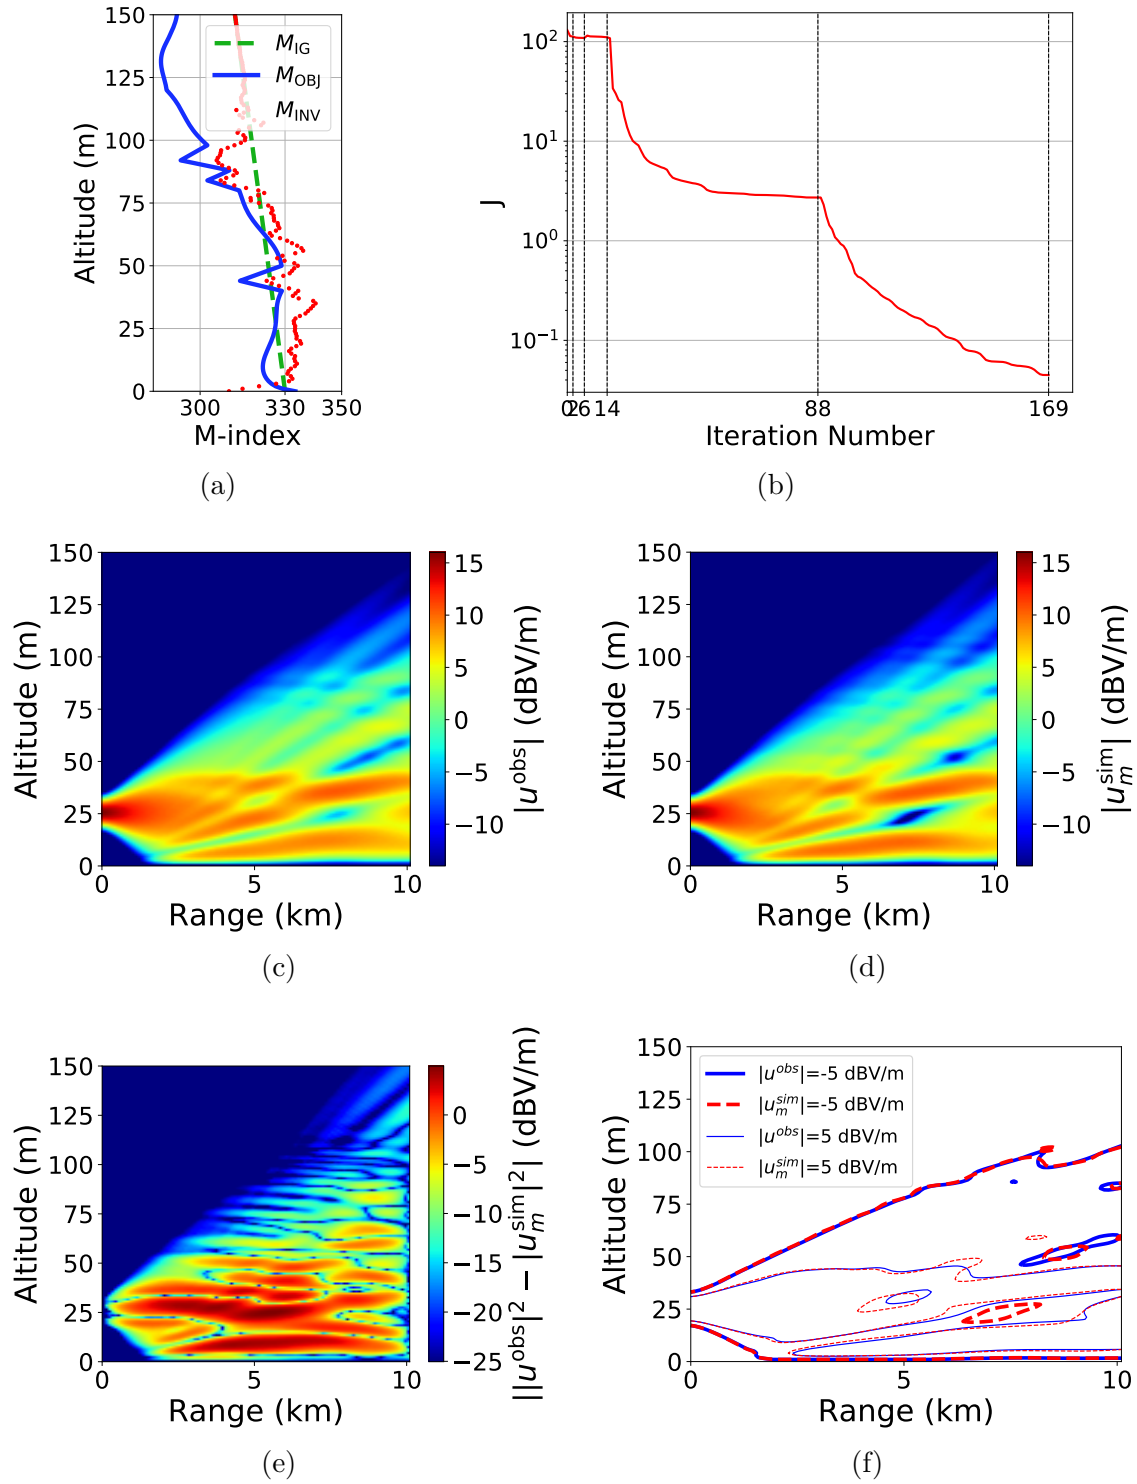 150
125
100
75
50
25
0
Altitude (m)
300
330
350
M-index
M_IG
M_OBJ
M_INV
(a)
10^2
10^1
10^0
10^-1
J
0 2 6 14
88
169
Iteration Number
(b)
150
125
100
75
50
25
0
Altitude (m)
0
5
10
Range (km)
15
10
5
0
−5
−10
|u^obs| (dBV/m)
(c)
150
125
100
75
50
25
0
Altitude (m)
0
5
10
Range (km)
15
10
5
0
−5
−10
|u_m^sim| (dBV/m)
(d)
150
125
100
75
50
25
0
Altitude (m)
0
5
10
Range (km)
0
−5
−10
−15
−20
−25
||u^obs|^2 − |u_m^sim|^2| (dBV/m)
(e)
150
125
100
75
50
25
0
Altitude (m)
0
5
10
Range (km)
|u^obs|=-5 dBV/m
|u_m^sim|=-5 dBV/m
|u^obs|=5 dBV/m
|u_m^sim|=5 dBV/m
(f)